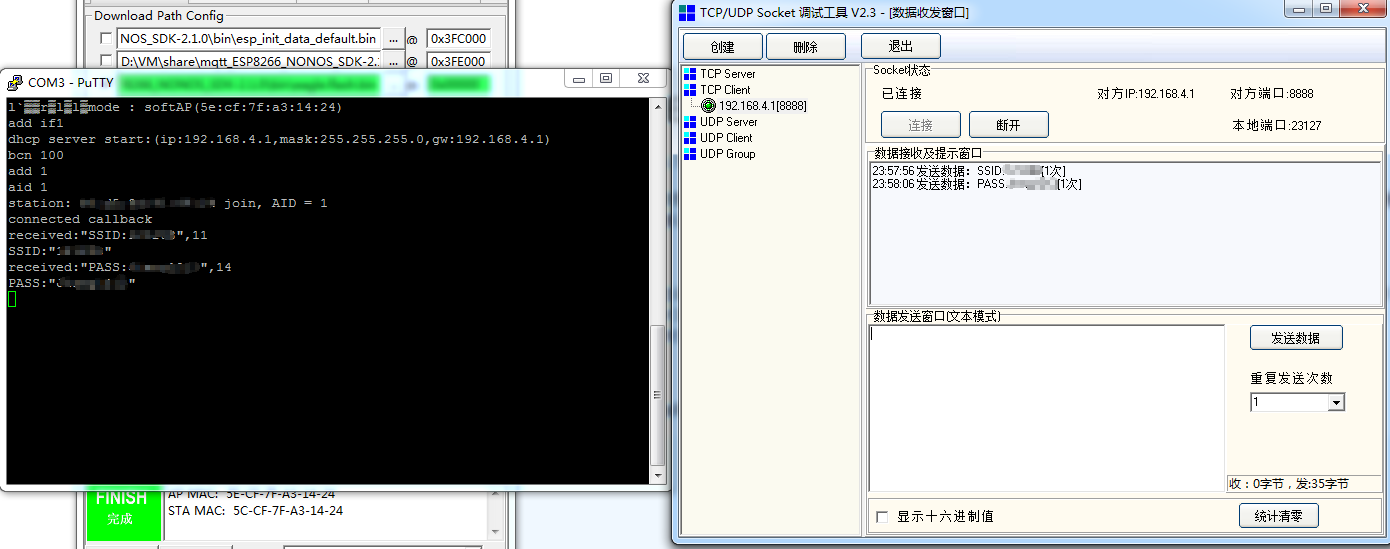 Download Path Config
NOS_SDK-2.1.0\bin\esp_init_data_default.bin ... @ 0x3FC000
D:\VM\share\mqtt_ESP8266_NONOS_SDK-2. ... @ 0x3FE000
COM3 - PuTTY
mode : softAP(5e:cf:7f:a3:14:24)
add if1
dhcp server start:(ip:192.168.4.1,mask:255.255.255.0,gw:192.168.4.1)
bcn 100
add 1
aid 1
station: join, AID = 1
connected callback
received:"SSID: ",11
SSID:" "
received:"PASS: ",14
PASS:" "
FINISH
完成
AP MAC: 5E-CF-7F-A3-14-24
STA MAC: 5C-CF-7F-A3-14-24
TCP/UDP Socket 调试工具 V2.3 - [数据收发窗口]
创建 删除 退出
TCP Server
TCP Client
192.168.4.1[8888]
UDP Server
UDP Client
UDP Group
Socket状态
已连接 对方IP:192.168.4.1 对方端口:8888
连接 断开 本地端口:23127
数据接收及提示窗口
23:57:56 发送数据：SSID [1次]
23:58:06 发送数据：PASS [1次]
数据发送窗口(文本模式)
发送数据
重复发送次数
1
收：0字节，发:35字节
显示十六进制值 统计清零